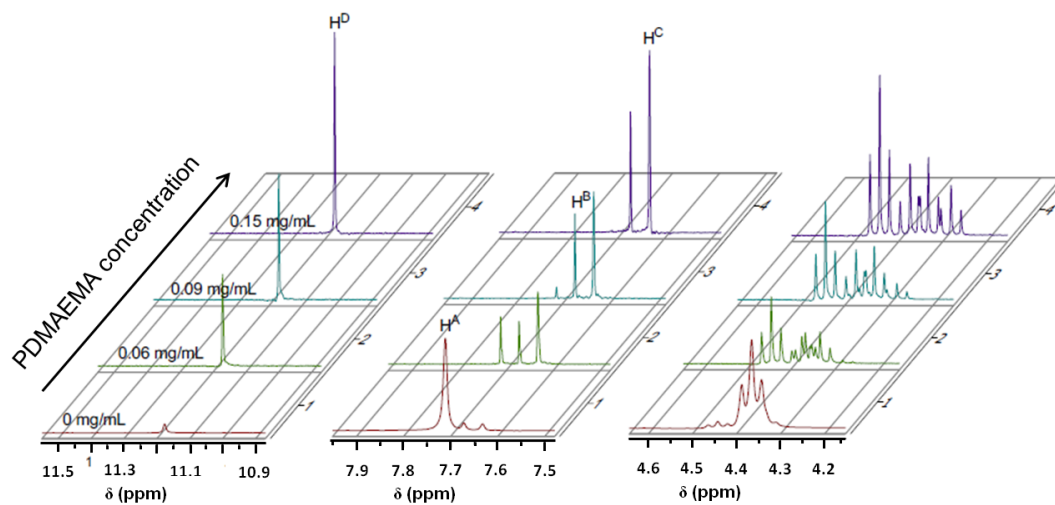 H^D
H^C
H^B
H^A
PDMAEMA concentration
0.15 mg/mL
0.09 mg/mL
0.06 mg/mL
0 mg/mL
4
3
2
1
4
3
2
1
4
3
2
1
11.5 1 11.3 11.1 10.9
δ (ppm)
7.9 7.8 7.7 7.6 7.5
δ (ppm)
4.6 4.5 4.4 4.3 4.2
δ (ppm)